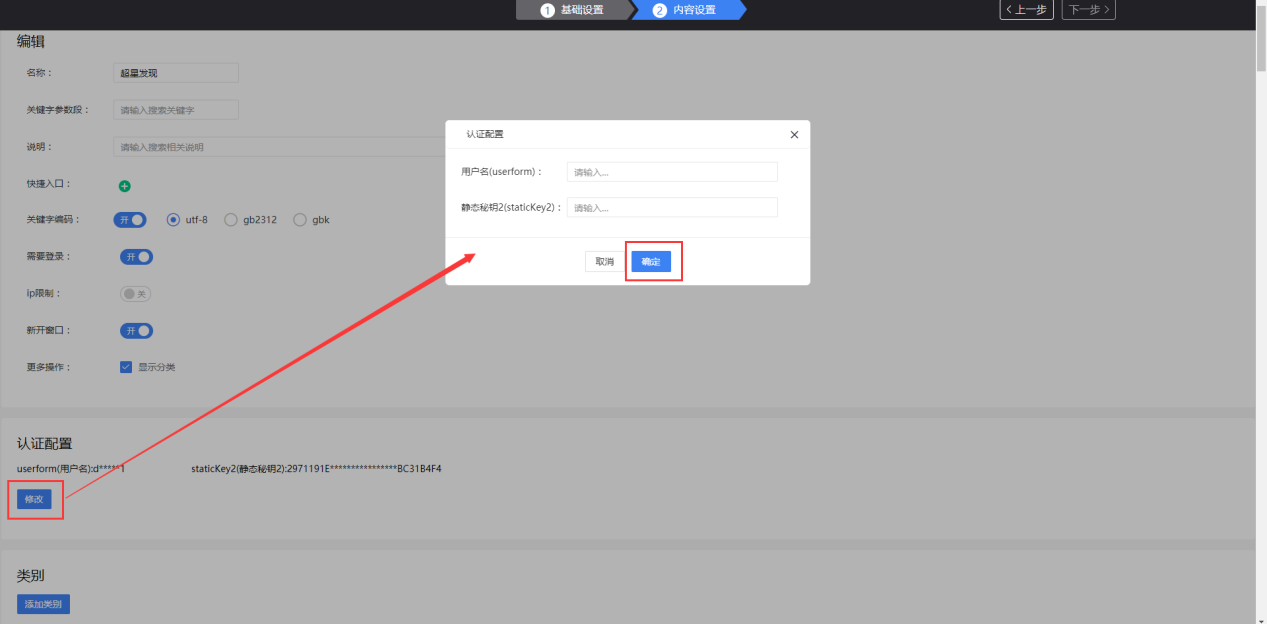 1 基础设置
2 内容设置
上一步
下一步
编辑
名称：
超星发现
关键字参数段：
请输入搜索关键字
说明：
请输入搜索相关说明
快捷入口：
关键字编码：
开
utf-8
gb2312
gbk
需要登录：
开
ip限制：
关
新开窗口：
开
更多操作：
显示分类
认证配置
用户名(userform)：
请输入...
静态秘钥2(staticKey2)：
请输入...
取消
确定
认证配置
userform(用户名):d*****1
staticKey2(静态秘钥2):2971191E****************BC31B4F4
修改
类别
添加类别